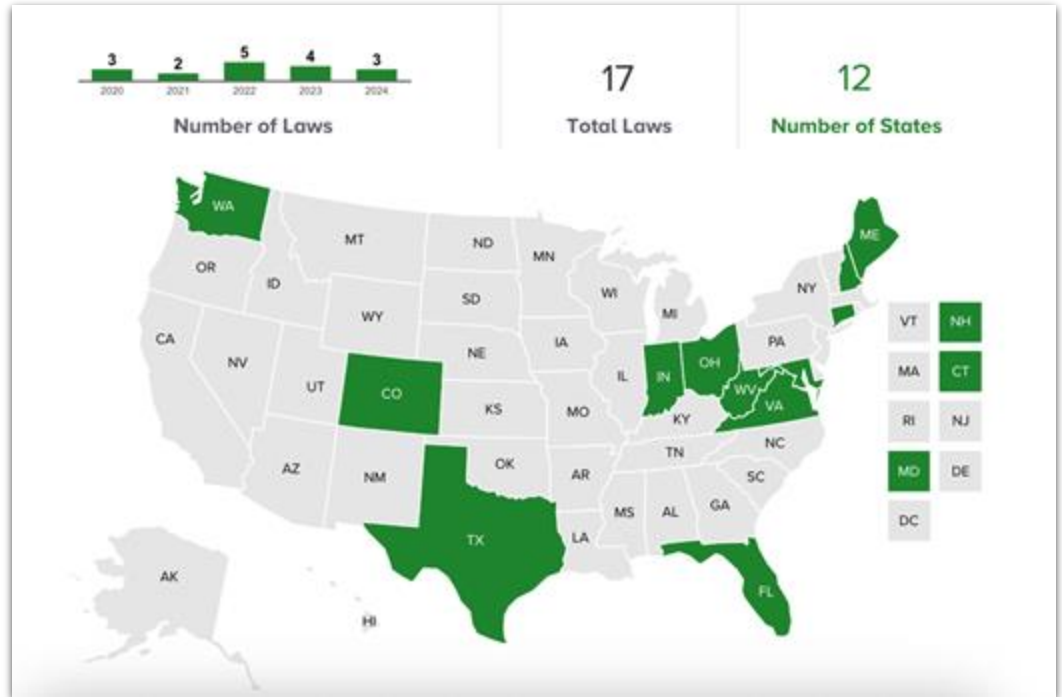 3
2
5
4
3
2020
2021
2022
2023
2024
Number of Laws
17
Total Laws
12
Number of States
WA
ME
MT
ND
MN
OR
ID
SD
WI
NY
WY
MI
CA
NV
NE
IA
PA
UT
CO
IL
IN
OH
WV
VA
KS
MO
KY
TN
NC
AZ
NM
OK
AR
SC
MS
AL
GA
TX
LA
FL
AK
HI
VT
NH
MA
CT
RI
NJ
MD
DE
DC